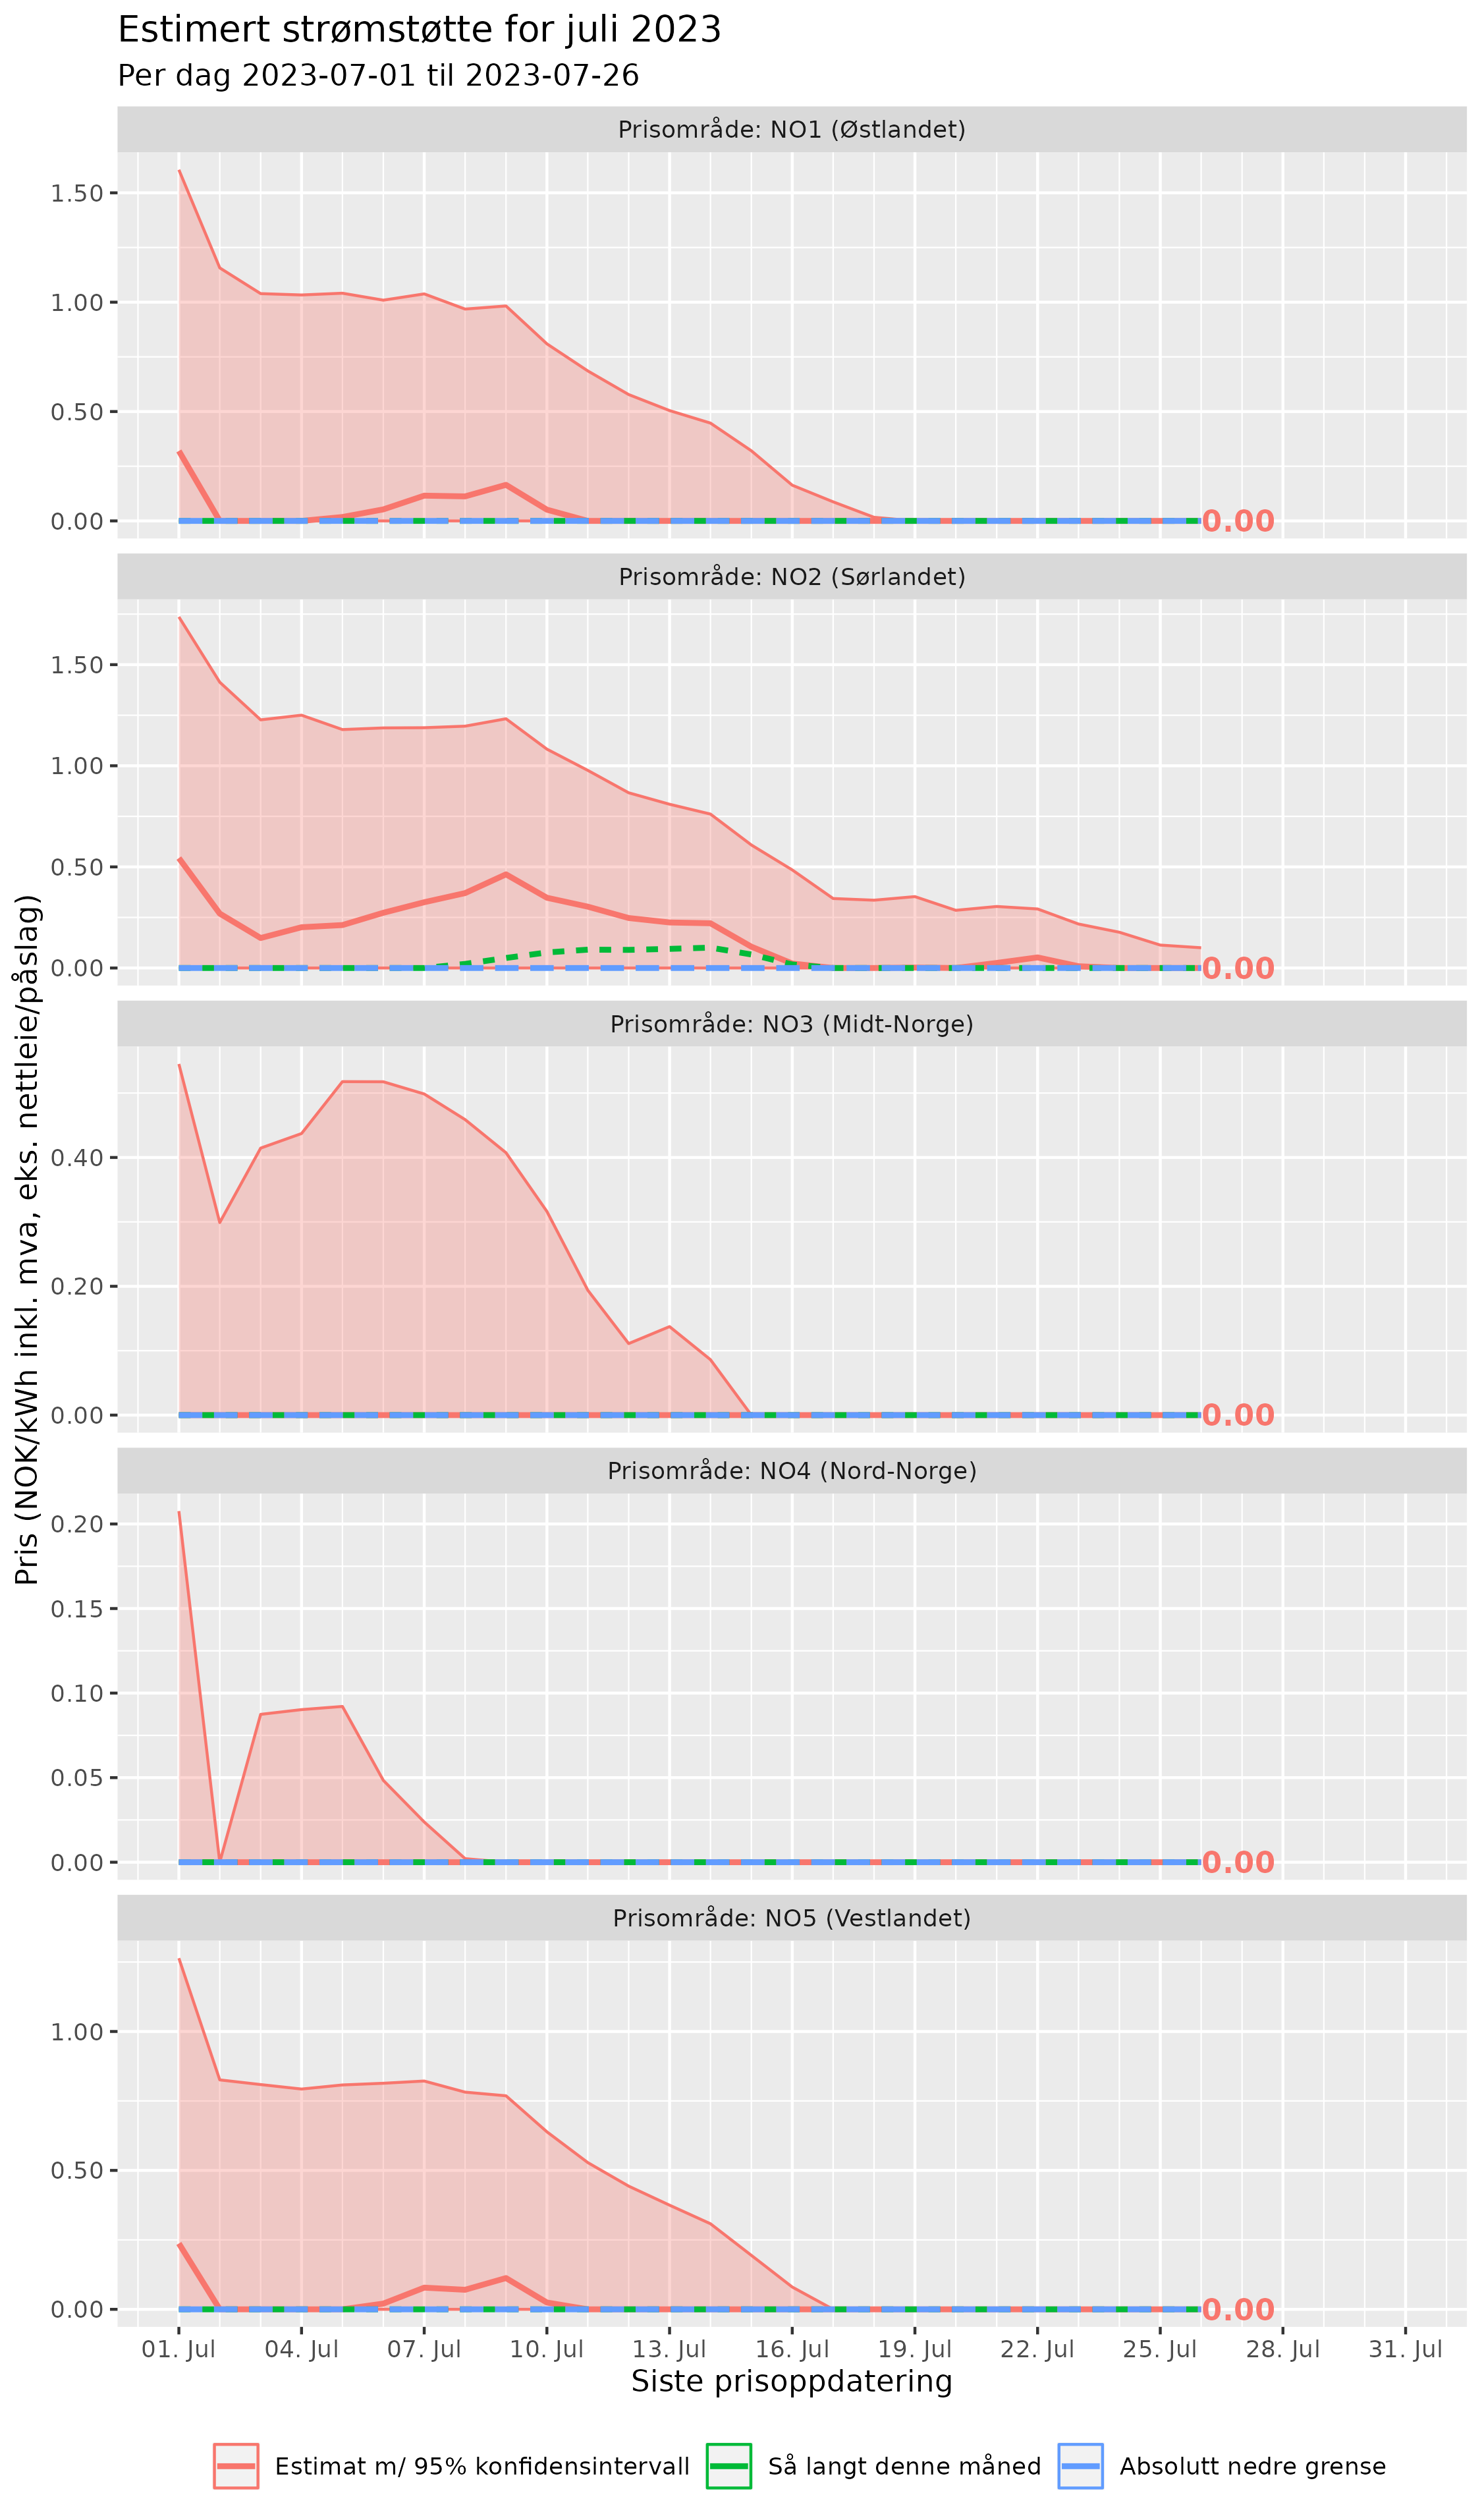 Estimert strømstøtte for juli 2023
Per dag 2023-07-01 til 2023-07-26
Pris (NOK/kWh inkl. mva, eks. nettleie/påslag)
Prisområde: NO1 (Østlandet)
1.50
1.00
0.50
0.00
0.00
Prisområde: NO2 (Sørlandet)
1.50
1.00
0.50
0.00
0.00
Prisområde: NO3 (Midt-Norge)
0.40
0.20
0.00
0.00
Prisområde: NO4 (Nord-Norge)
0.20
0.15
0.10
0.05
0.00
0.00
Prisområde: NO5 (Vestlandet)
1.00
0.50
0.00
0.00
01. Jul 04. Jul 07. Jul 10. Jul 13. Jul 16. Jul 19. Jul 22. Jul 25. Jul 28. Jul 31. Jul
Siste prisoppdatering
Estimat m/ 95% konfidensintervall Så langt denne måned Absolutt nedre grense